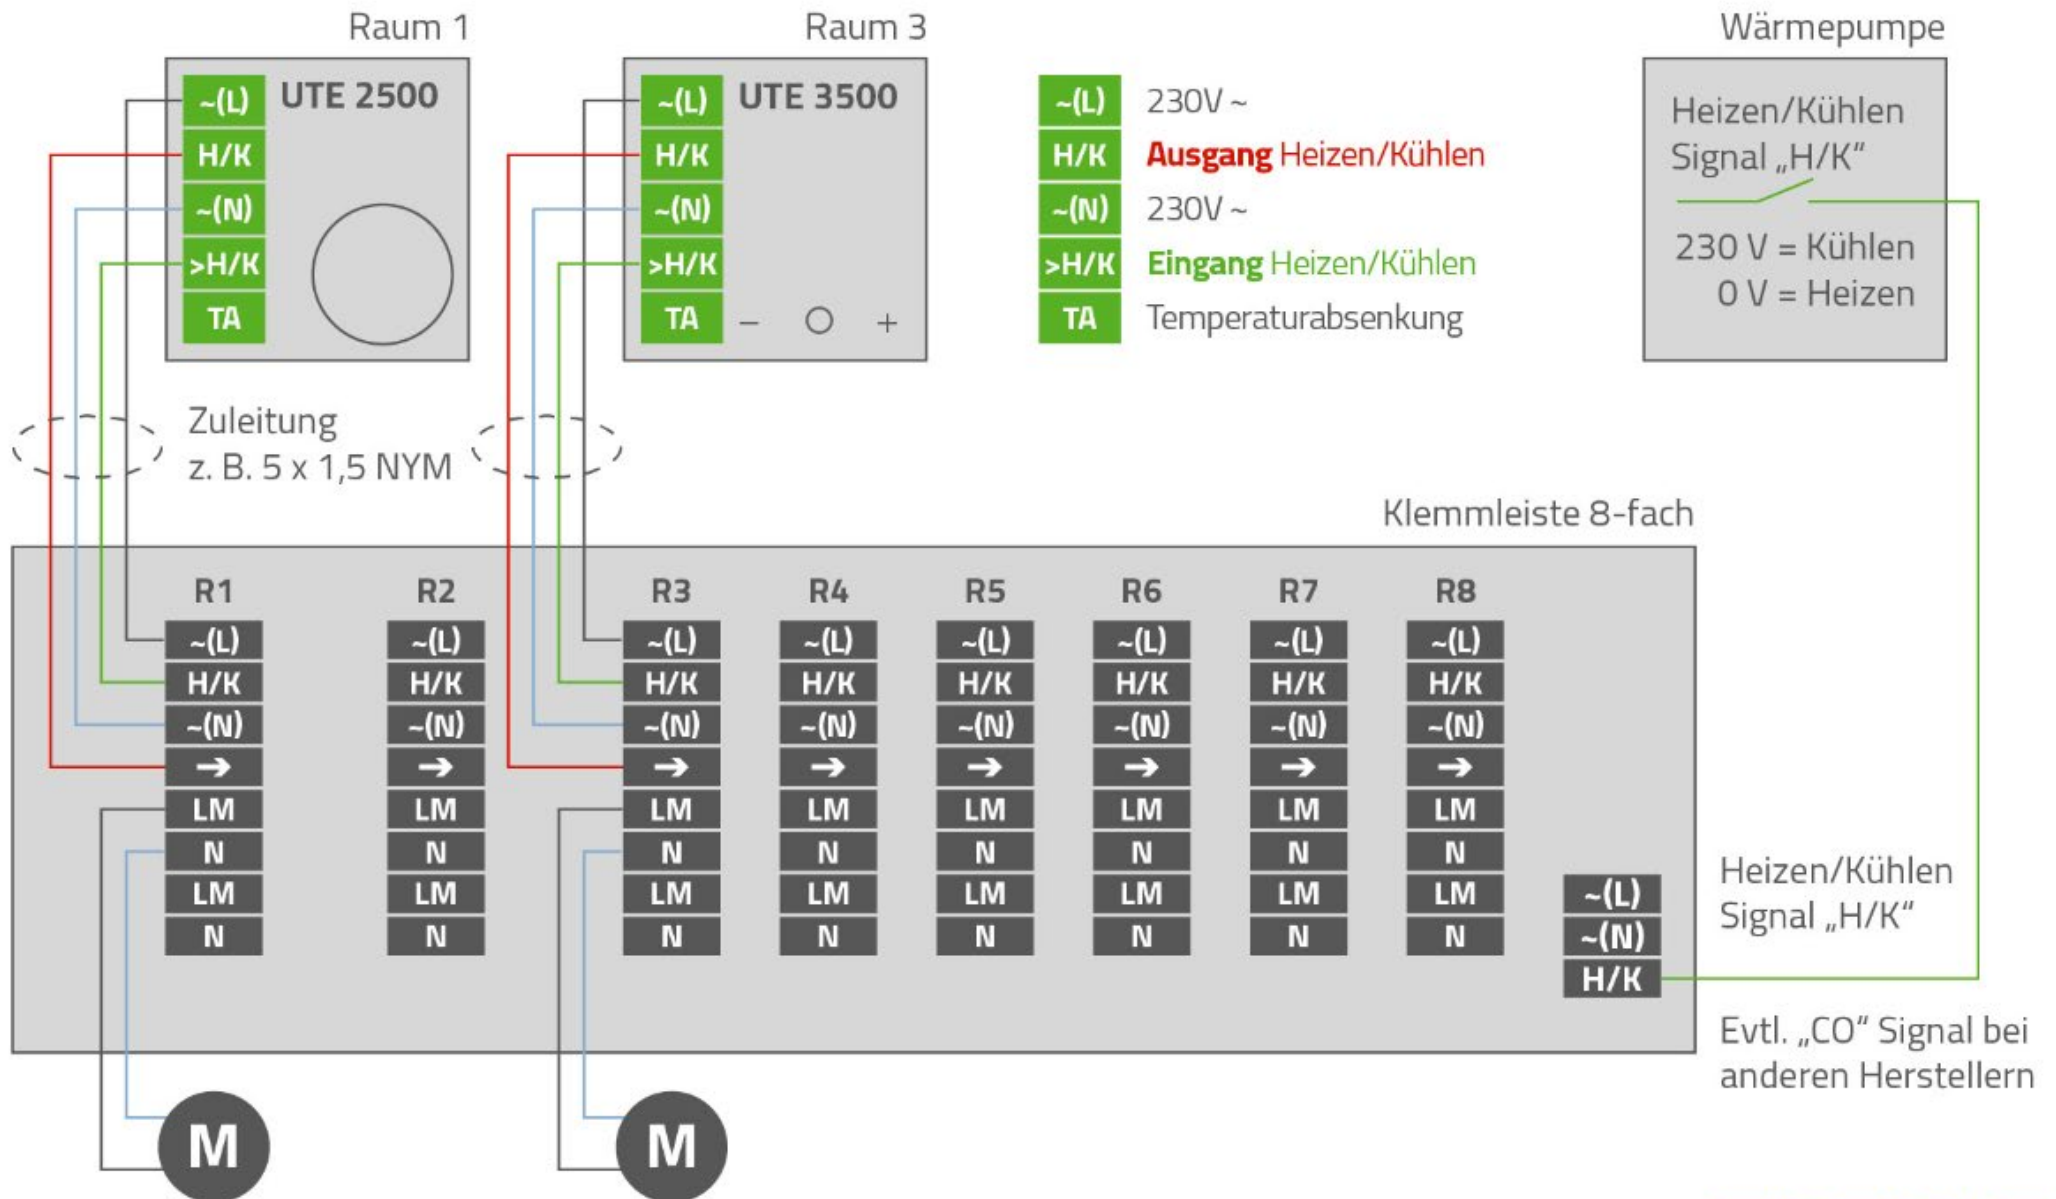 Raum 1
~(L)
UTE 2500
H/K
~(N)
>H/K
TA
Raum 3
~(L)
UTE 3500
H/K
~(N)
>H/K
TA
− ○ +
~(L) 230V ~
H/K Ausgang Heizen/Kühlen
~(N) 230V ~
>H/K Eingang Heizen/Kühlen
TA Temperaturabsenkung
Wärmepumpe
Heizen/Kühlen
Signal „H/K“
230 V = Kühlen
0 V = Heizen
Zuleitung
z. B. 5 x 1,5 NYM
Klemmleiste 8-fach
R1 R2 R3 R4 R5 R6 R7 R8
~(L) ~(L) ~(L) ~(L) ~(L) ~(L) ~(L) ~(L)
H/K H/K H/K H/K H/K H/K H/K H/K
~(N) ~(N) ~(N) ~(N) ~(N) ~(N) ~(N) ~(N)
➔ ➔ ➔ ➔ ➔ ➔ ➔ ➔
LM LM LM LM LM LM LM LM
N N N N N N N N
LM LM LM LM LM LM LM LM
N N N N N N N N
~(L)
~(N)
H/K
Heizen/Kühlen
Signal „H/K“
Evtl. „CO“ Signal bei
anderen Herstellern
M M